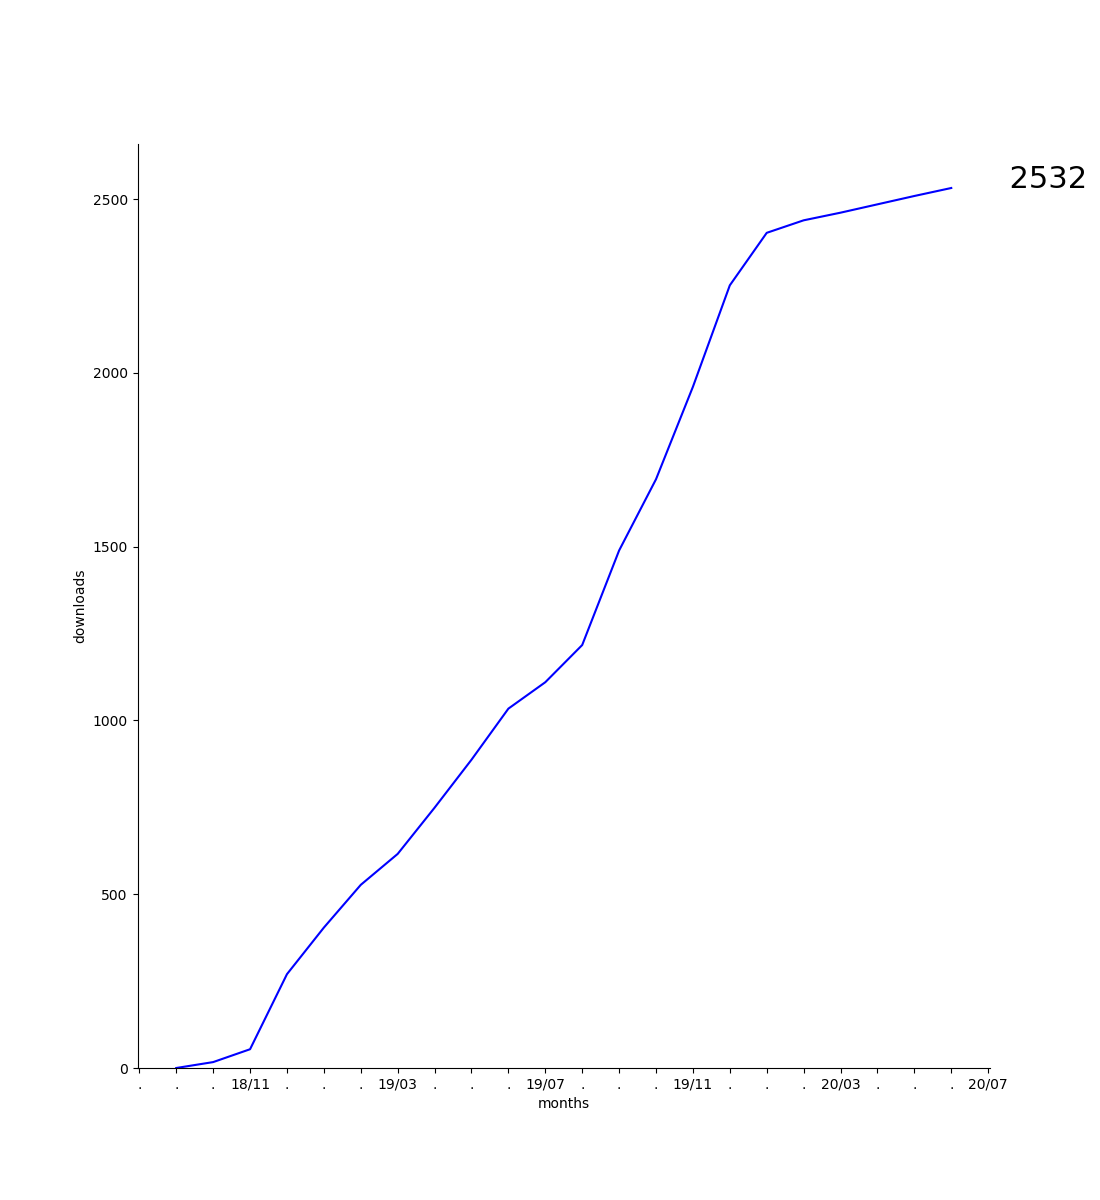 2532
2500
2000
1500
1000
500
0
downloads
. . . 18/11 . . . 19/03 . . . 19/07 . . . 19/11 . . . 20/03 . . . 20/07
months